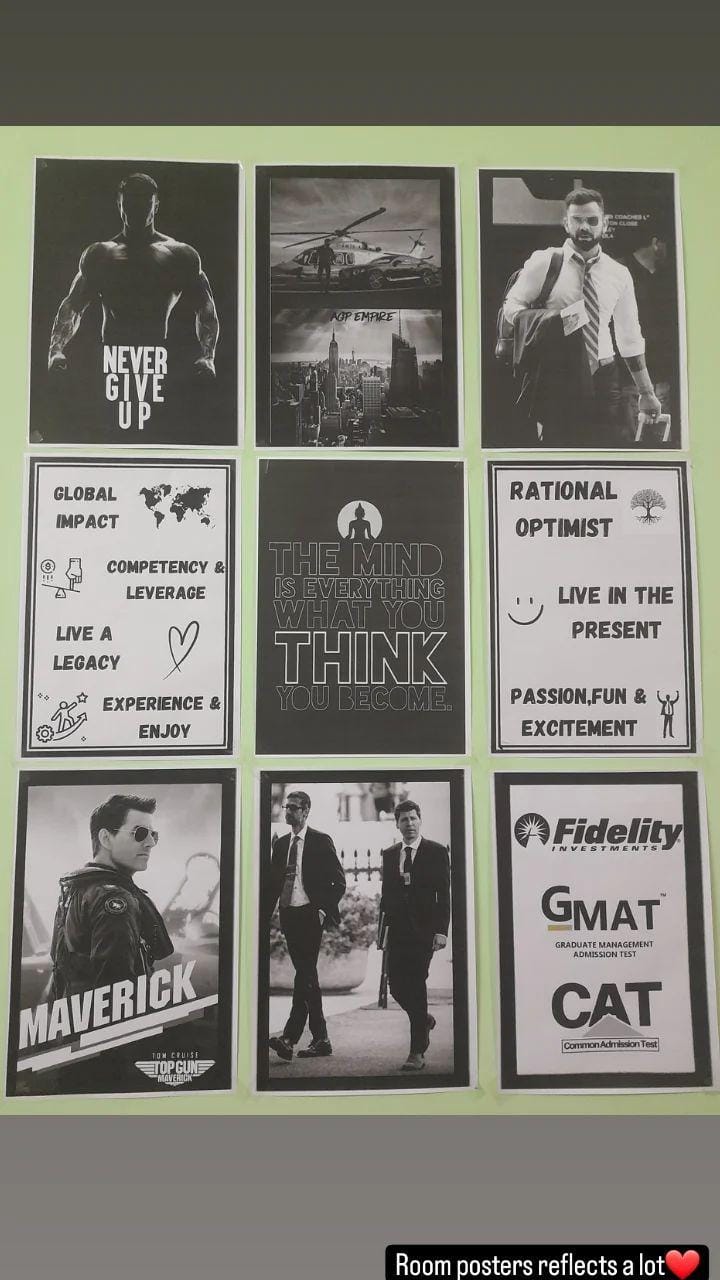 NEVER
GIVE
UP
AGP EMPIRE
GLOBAL
IMPACT
COMPETENCY &
LEVERAGE
LIVE A
LEGACY
EXPERIENCE &
ENJOY
THE MIND
IS EVERYTHING
WHAT YOU
THINK
YOU BECOME.
RATIONAL
OPTIMIST
LIVE IN THE
PRESENT
PASSION,FUN &
EXCITEMENT
MAVERICK
TOM CRUISE
TOP GUN
MAVERICK
Fidelity
INVESTMENTS
GMAT™
GRADUATE MANAGEMENT
ADMISSION TEST
CAT
Common Admission Test
Room posters reflects a lot❤️